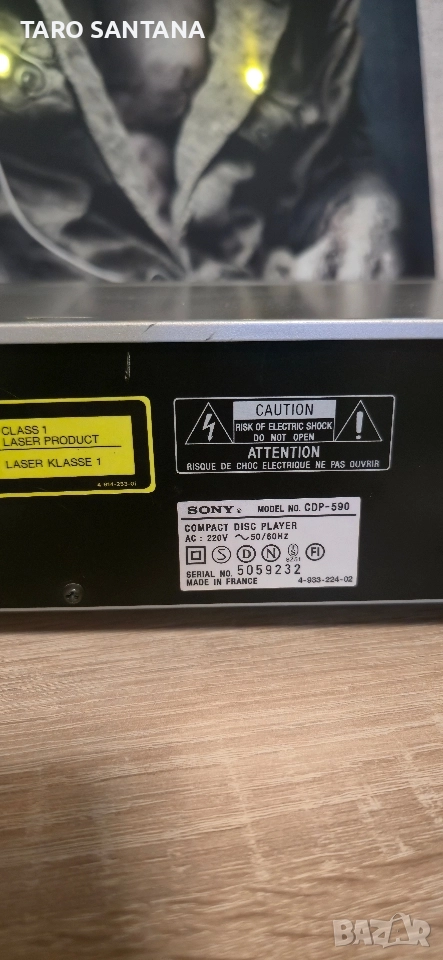 TARO SANTANA
CLASS 1
LASER PRODUCT
LASER KLASSE 1
CAUTION
RISK OF ELECTRIC SHOCK
DO NOT OPEN
ATTENTION
RISQUE DE CHOC ELECTRIQUE NE PAS OUVRIR
SONY® MODEL NO. CDP-590
COMPACT DISC PLAYER
AC : 220V ~50/60HZ
S D N S FI
SERIAL NO. 5059232
MADE IN FRANCE 4-933-224-02
BAZAR